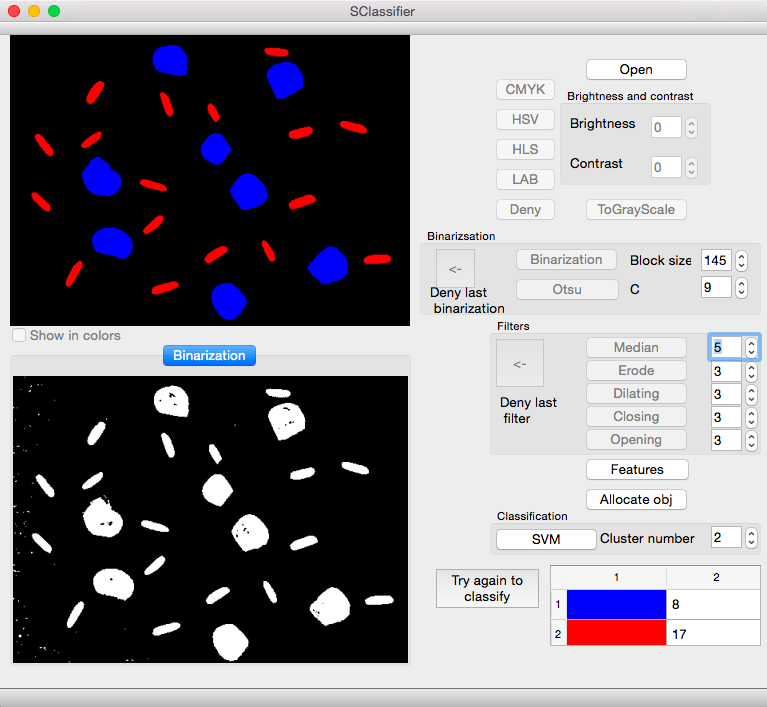 SClassifier
Open
CMYK
Brightness and contrast
HSV
Brightness
0
HLS
Contrast
0
LAB
Deny
ToGrayScale
Binarizsation
<-
Binarization
Block size
145
Deny last
binarization
Otsu
C
9
Show in colors
Filters
Binarization
<-
Median
5
Erode
3
Deny last
filter
Dilating
3
Closing
3
Opening
3
Features
Allocate obj
Classification
SVM
Cluster number
2
Try again to
classify
1
2
1
8
2
17